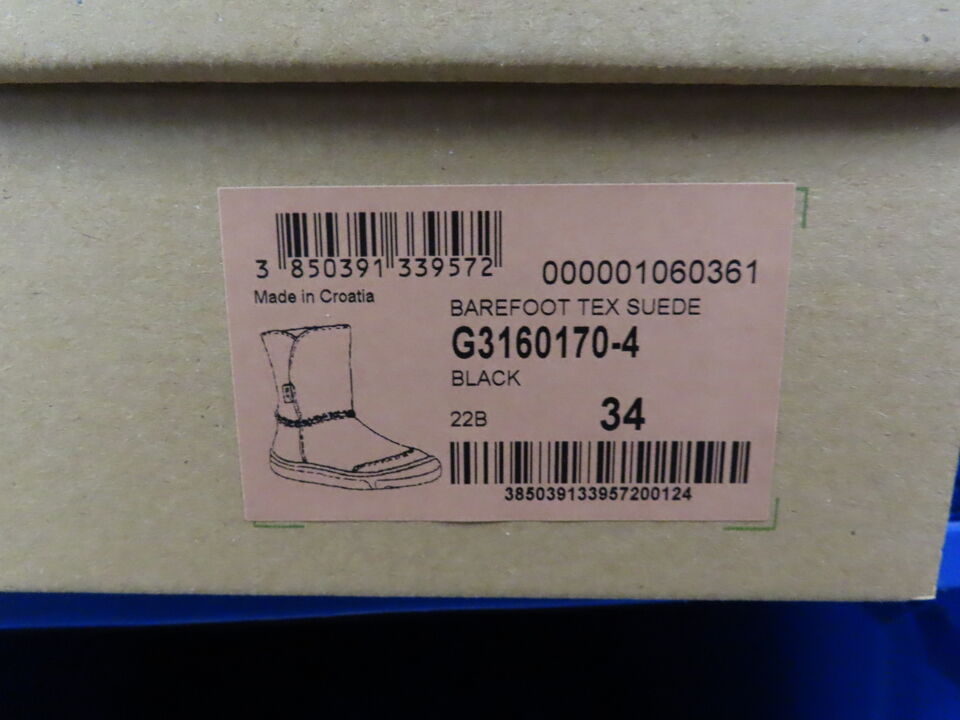 3 850391 339572
000001060361
Made in Croatia
BAREFOOT TEX SUEDE
G3160170-4
BLACK
22B
34
385039133957200124